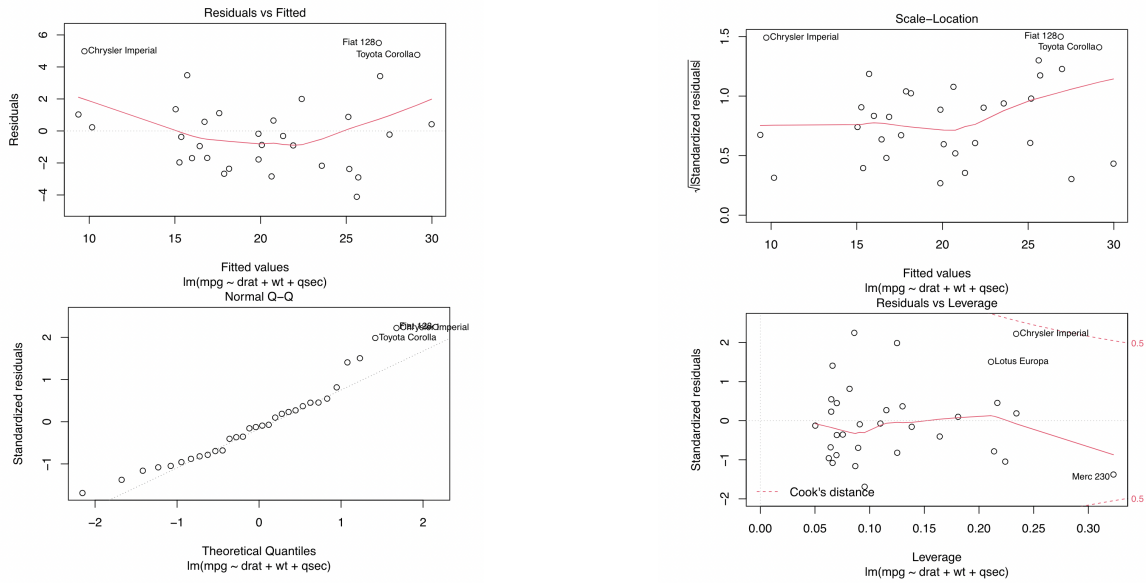 Residuals vs Fitted
Residuals
6
4
2
0
−2
−4
Chrysler Imperial
Fiat 128
Toyota Corolla
10 15 20 25 30
Fitted values
lm(mpg ~ drat + wt + qsec)
Scale−Location
√|Standardized residuals|
1.5
1.0
0.5
0.0
Chrysler Imperial
Fiat 128
Toyota Corolla
10 15 20 25 30
Fitted values
lm(mpg ~ drat + wt + qsec)
Normal Q−Q
Standardized residuals
2
1
0
−1
Fiat 128
Chrysler Imperial
Toyota Corolla
−2 −1 0 1 2
Theoretical Quantiles
lm(mpg ~ drat + wt + qsec)
Residuals vs Leverage
Standardized residuals
2
1
0
−1
−2
Chrysler Imperial
0.5
Lotus Europa
Merc 230
Cook's distance
0.5
0.00 0.05 0.10 0.15 0.20 0.25 0.30
Leverage
lm(mpg ~ drat + wt + qsec)